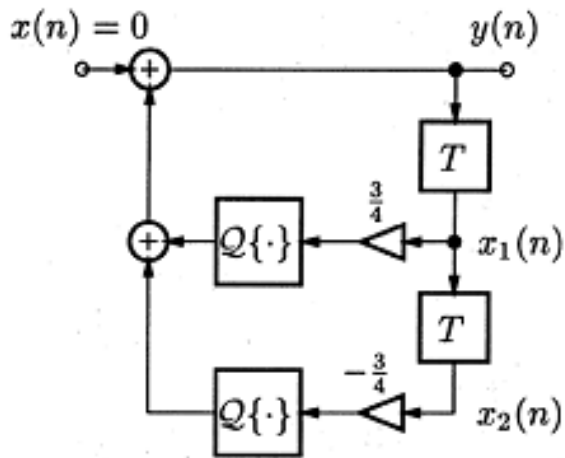 x(n) = 0
y(n)
+
T
3/4
+
Q{·}
x₁(n)
T
-3/4
Q{·}
x₂(n)